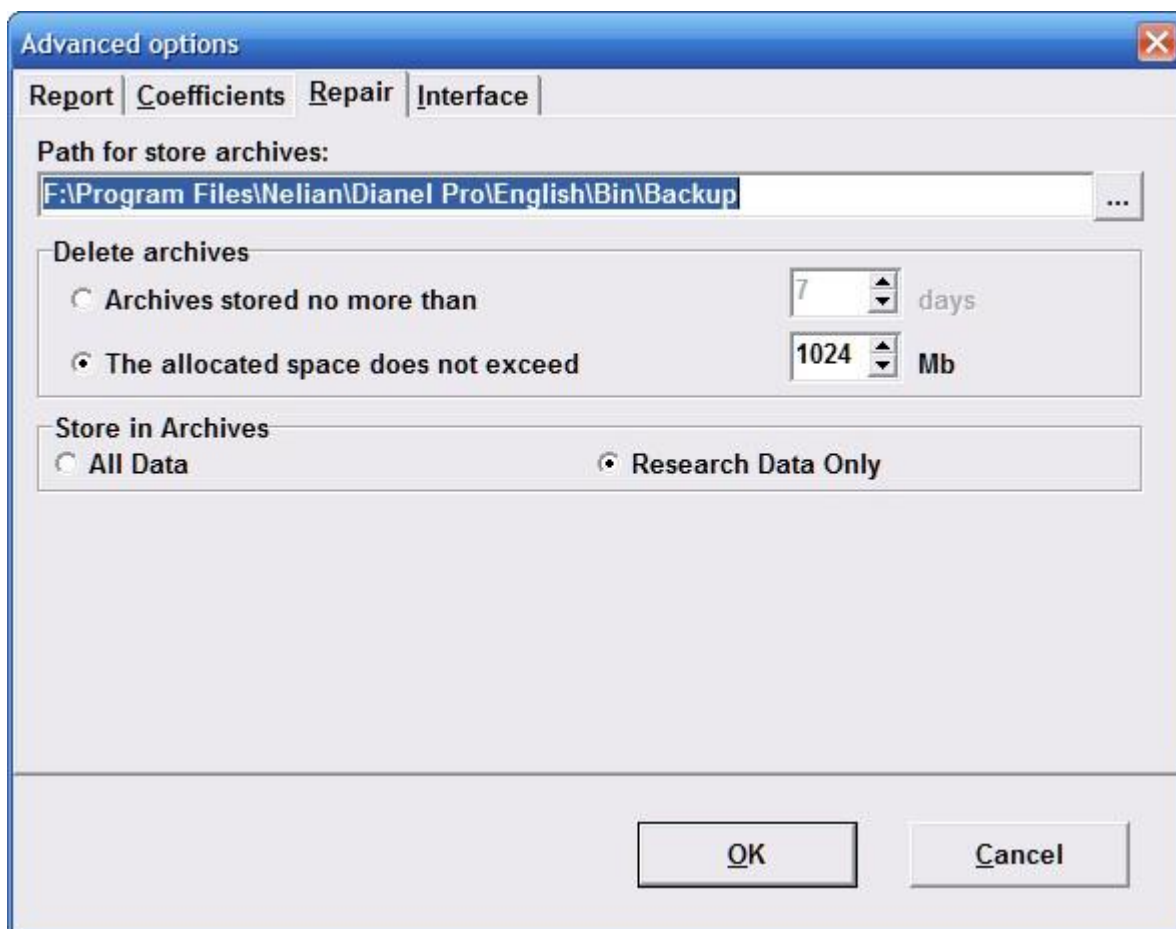 Advanced options
Report Coefficients Repair Interface
Path for store archives:
F:\Program Files\Nelian\Dianel Pro\English\Bin\Backup ...
Delete archives
Archives stored no more than 7 days
The allocated space does not exceed 1024 Mb
Store in Archives
All Data Research Data Only
OK Cancel